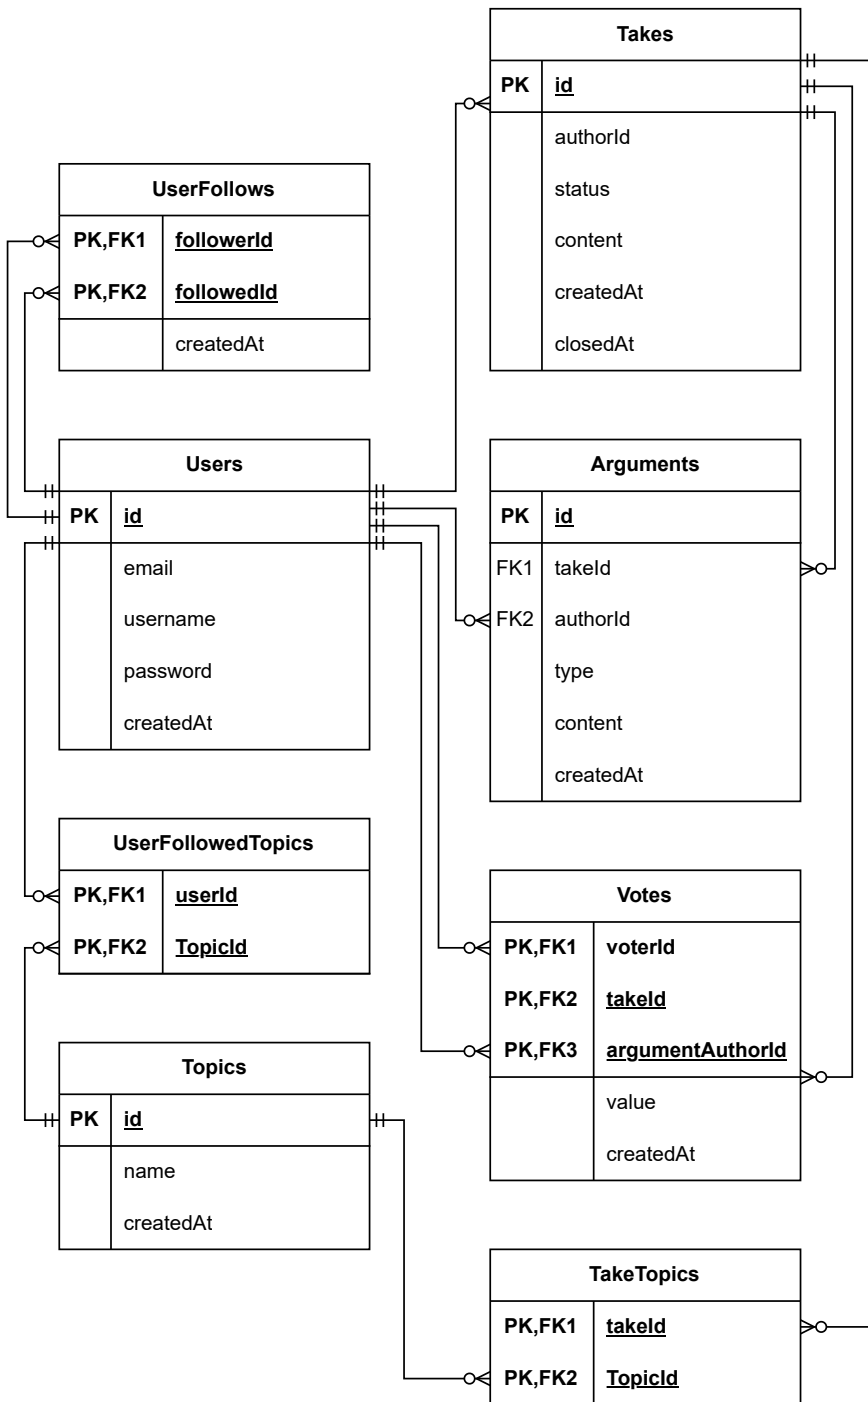 Takes
PK id
authorId
status
content
createdAt
closedAt
UserFollows
PK,FK1 followerId
PK,FK2 followedId
createdAt
Users
PK id
email
username
password
createdAt
Arguments
PK id
FK1 takeId
FK2 authorId
type
content
createdAt
UserFollowedTopics
PK,FK1 userId
PK,FK2 TopicId
Votes
PK,FK1 voterId
PK,FK2 takeId
PK,FK3 argumentAuthorId
value
createdAt
Topics
PK id
name
createdAt
TakeTopics
PK,FK1 takeId
PK,FK2 TopicId